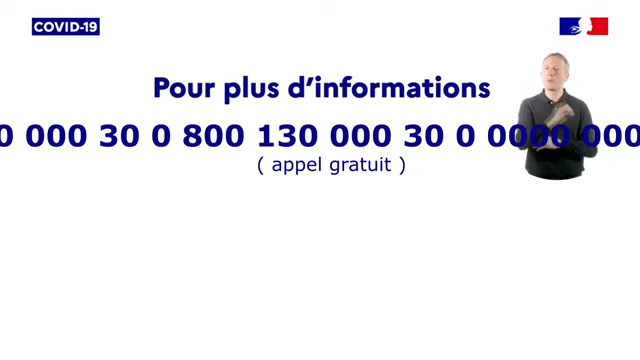 COVID-19
Pour plus d'informations
0 000 30 0 800 130 000 30 0 0000 000
( appel gratuit )